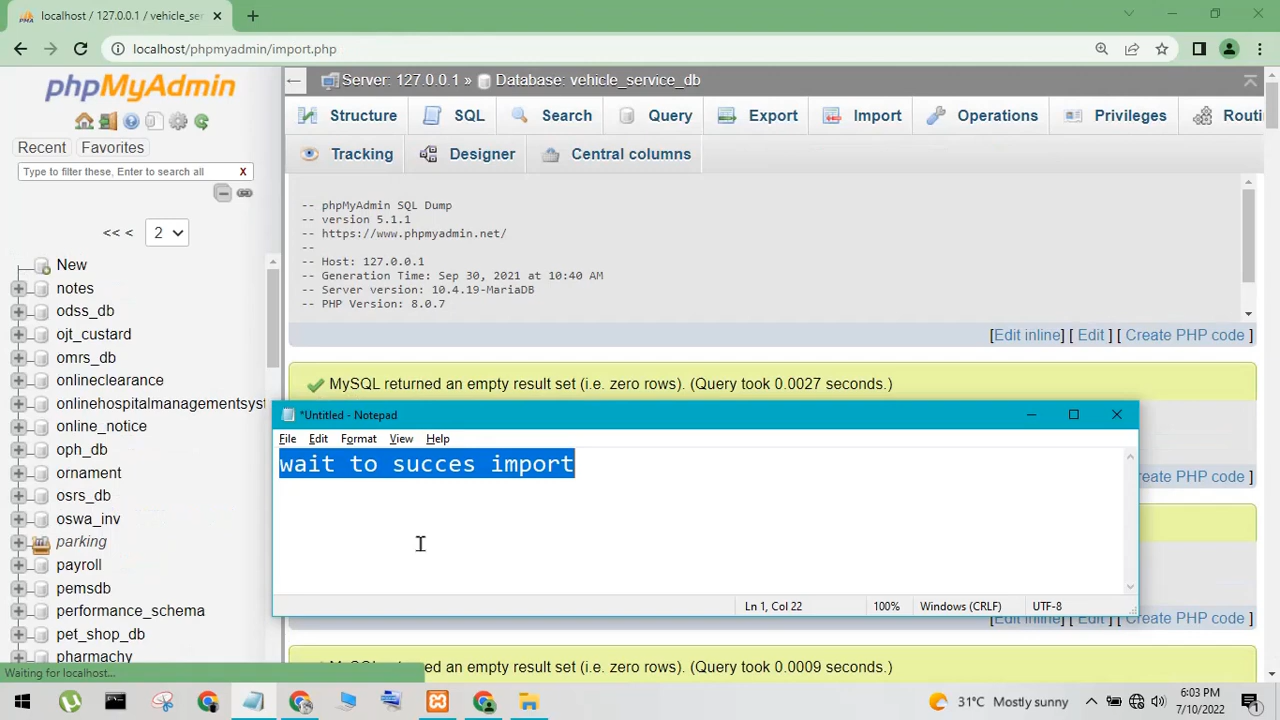 localhost / 127.0.0.1 / vehicle_ser
localhost/phpmyadmin/import.php
phpMyAdmin
Recent
Favorites
Type to filter these, Enter to search all
X
<< <
2
New
notes
odss_db
ojt_custard
omrs_db
onlineclearance
onlinehospitalmanagementsyst
online_notice
oph_db
ornament
osrs_db
oswa_inv
parking
payroll
pemsdb
performance_schema
pet_shop_db
pharmachy
Waiting for localhost...
Server: 127.0.0.1 » Database: vehicle_service_db
Structure
SQL
Search
Query
Export
Import
Operations
Privileges
Routi
Tracking
Designer
Central columns
-- phpMyAdmin SQL Dump
-- version 5.1.1
-- https://www.phpmyadmin.net/
--
-- Host: 127.0.0.1
-- Generation Time: Sep 30, 2021 at 10:40 AM
-- Server version: 10.4.19-MariaDB
-- PHP Version: 8.0.7
[Edit inline] [ Edit ] [ Create PHP code ]
MySQL returned an empty result set (i.e. zero rows). (Query took 0.0027 seconds.)
*Untitled - Notepad
File Edit Format View Help
wait to succes import
Ln 1, Col 22
100%
Windows (CRLF)
UTF-8
reate PHP code ]
[Edit inline] [ Edit ] [ Create PHP code ]
MySQL returned an empty result set (i.e. zero rows). (Query took 0.0009 seconds.)
31°C Mostly sunny
6:03 PM
7/10/2022